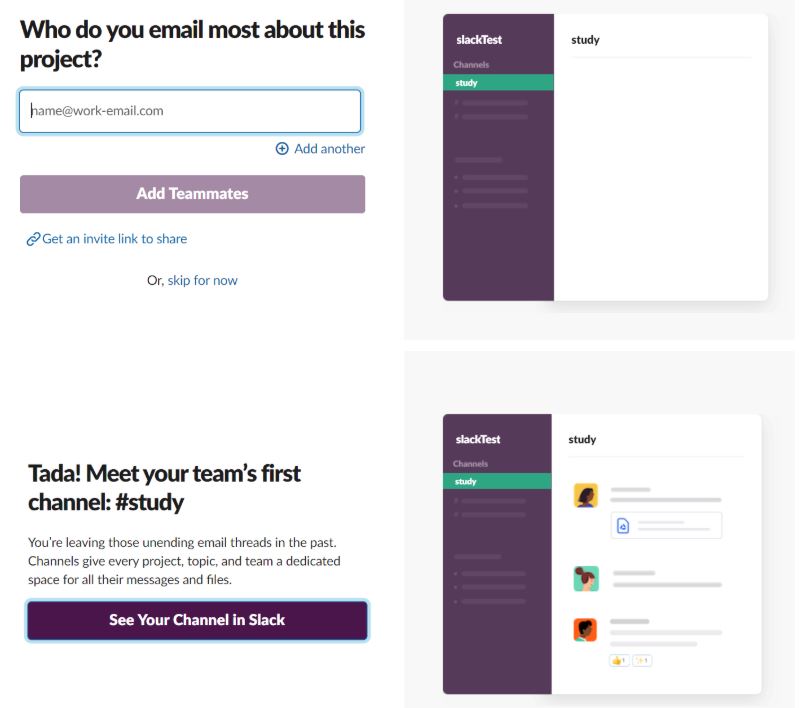 Who do you email most about this
project?
name@work-email.com
Add another
Add Teammates
Get an invite link to share
Or, skip for now
slackTest
Channels
study
study
Tada! Meet your team’s first
channel: #study
You’re leaving those unending email threads in the past.
Channels give every project, topic, and team a dedicated
space for all their messages and files.
See Your Channel in Slack
slackTest
Channels
study
study
1
1